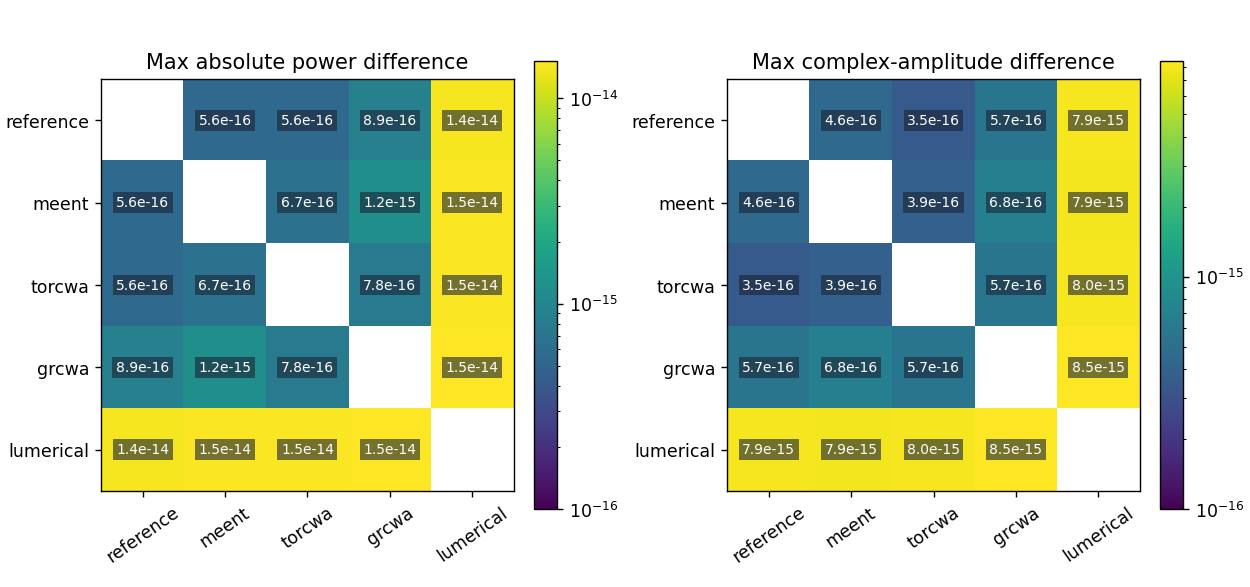 Max absolute power difference
reference 5.6e-16 5.6e-16 8.9e-16 1.4e-14
meent 5.6e-16 6.7e-16 1.2e-15 1.5e-14
torcwa 5.6e-16 6.7e-16 7.8e-16 1.5e-14
grcwa 8.9e-16 1.2e-15 7.8e-16 1.5e-14
lumerical 1.4e-14 1.5e-14 1.5e-14 1.5e-14
reference meent torcwa grcwa lumerical
10⁻¹⁴
10⁻¹⁵
10⁻¹⁶
Max complex-amplitude difference
reference 4.6e-16 3.5e-16 5.7e-16 7.9e-15
meent 4.6e-16 3.9e-16 6.8e-16 7.9e-15
torcwa 3.5e-16 3.9e-16 5.7e-16 8.0e-15
grcwa 5.7e-16 6.8e-16 5.7e-16 8.5e-15
lumerical 7.9e-15 7.9e-15 8.0e-15 8.5e-15
reference meent torcwa grcwa lumerical
10⁻¹⁵
10⁻¹⁶